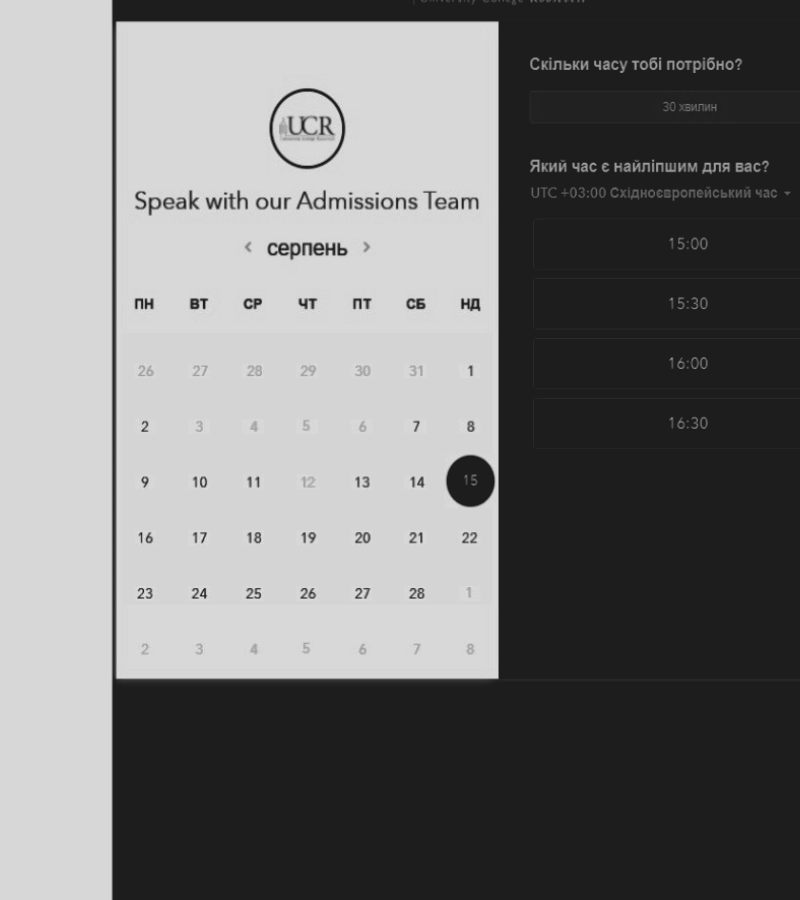 University College
UCR
Speak with our Admissions Team
< серпень >
ПН ВТ СР ЧТ ПТ СБ НД
26 27 28 29 30 31 1
2 3 4 5 6 7 8
9 10 11 12 13 14 15
16 17 18 19 20 21 22
23 24 25 26 27 28 1
2 3 4 5 6 7 8
Скільки часу тобі потрібно?
30 хвилин
Який час є найліпшим для вас?
UTC +03:00 Східноєвропейський час
15:00
15:30
16:00
16:30